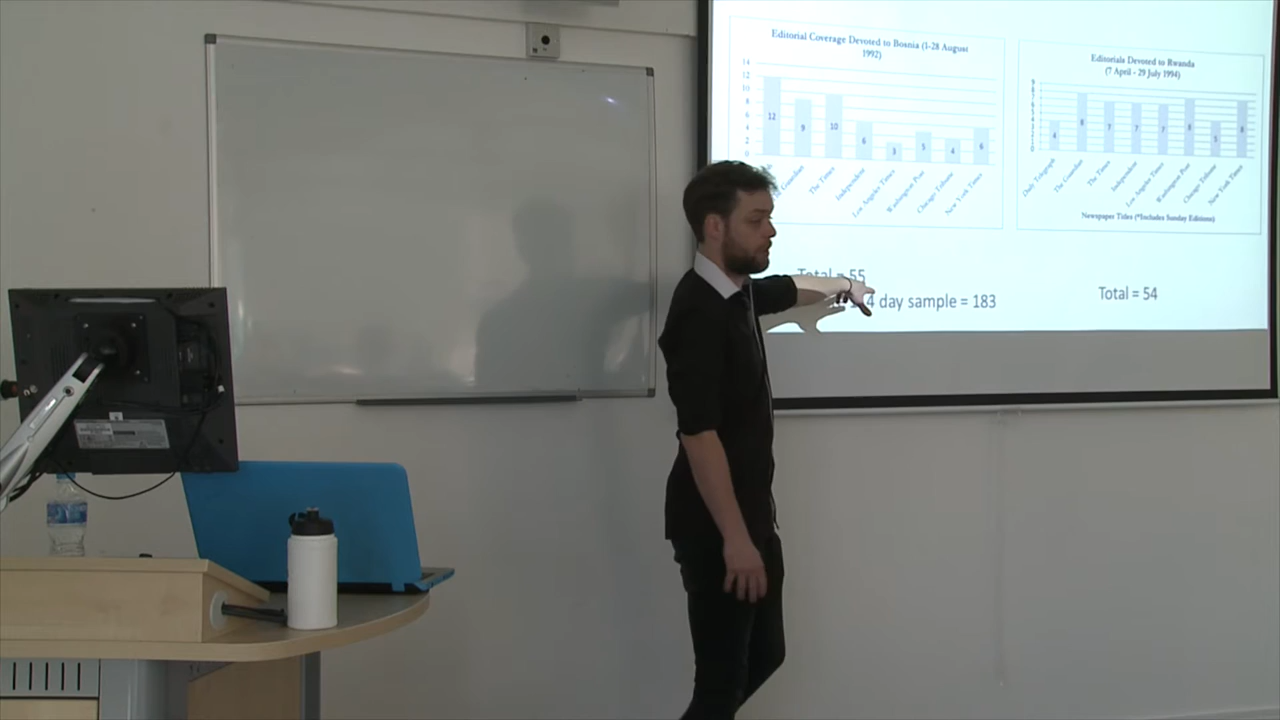 Editorial Coverage Devoted to Bosnia (1-28 August
1992)
14
12
10
8
6
4
2
0
12
9
10
6
3
5
4
6
The Guardian
The Times
Independent
Los Angeles Times
Washington Post
Chicago Tribune
New York Times
Total = 55
4 day sample = 183
Editorials Devoted to Rwanda
(7 April - 29 July 1994)
4
8
7
7
7
8
5
8
Daily Telegraph
The Guardian
The Times
Independent
Los Angeles Times
Washington Post
Chicago Tribune
New York Times
Newspaper Titles (*Includes Sunday Editions)
Total = 54